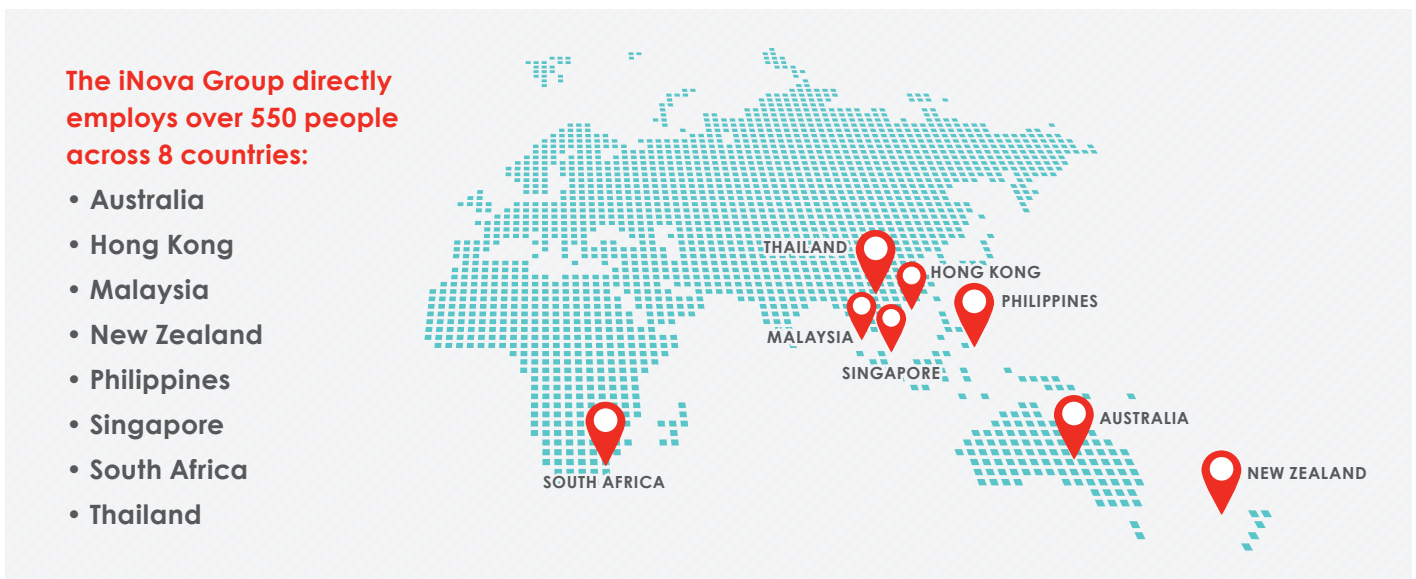 The iNova Group directly
employs over 550 people
across 8 countries:
• Australia
• Hong Kong
• Malaysia
• New Zealand
• Philippines
• Singapore
• South Africa
• Thailand
THAILAND
HONG KONG
PHILIPPINES
MALAYSIA
SINGAPORE
AUSTRALIA
NEW ZEALAND
SOUTH AFRICA